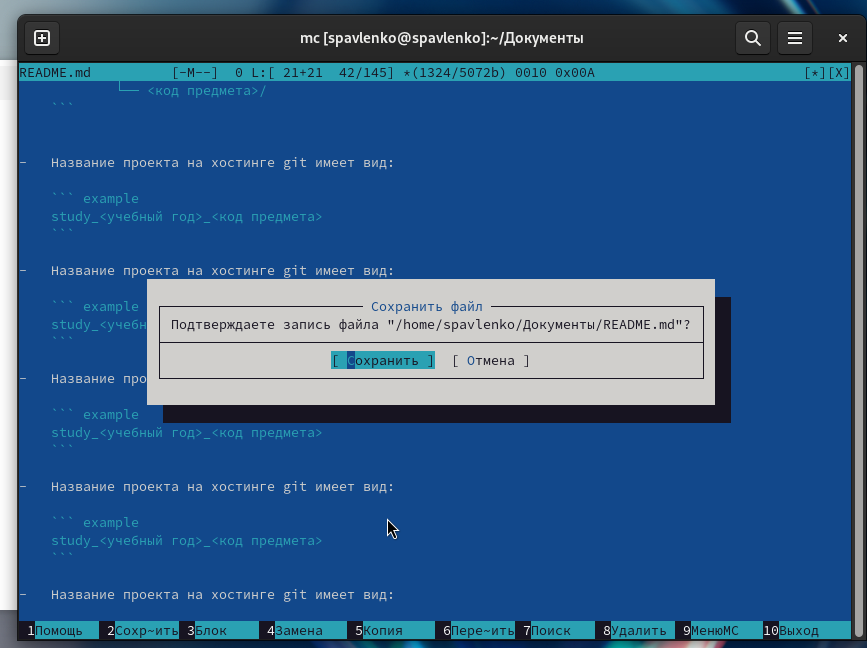 mc [spavlenko@spavlenko]:~/Документы
README.md [-M--] 0 L:[ 21+21 42/145] *(1324/5072b) 0010 0x00A [*][X]
└── <код предмета>/
```
- Название проекта на хостинге git имеет вид:
``` example
study_<учебный год>_<код предмета>
```
- Название проекта на хостинге git имеет вид:
``` example
study_<учебн
```
Сохранить файл
Подтверждаете запись файла "/home/spavlenko/Документы/README.md"?
[ Сохранить ] [ Отмена ]
- Название про
``` example
study_<учебный год>_<код предмета>
```
- Название проекта на хостинге git имеет вид:
``` example
study_<учебный год>_<код предмета>
```
- Название проекта на хостинге git имеет вид:
1Помощь 2Сохр~ить 3Блок 4Замена 5Копия 6Пере~ить 7Поиск 8Удалить 9МенюMC 10Выход